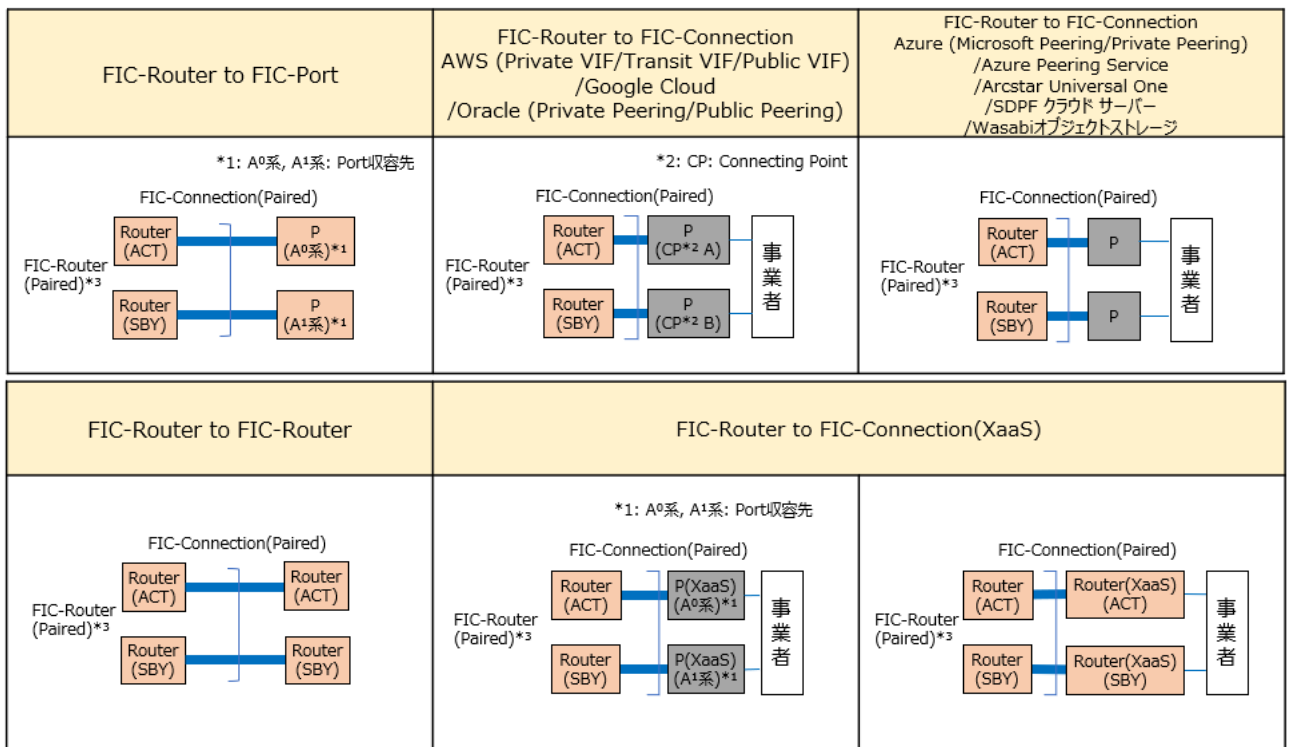 FIC-Router to FIC-Port
FIC-Router to FIC-Connection
AWS (Private VIF/Transit VIF/Public VIF)
/Google Cloud
/Oracle (Private Peering/Public Peering)
FIC-Router to FIC-Connection
Azure (Microsoft Peering/Private Peering)
/Azure Peering Service
/Arcstar Universal One
/SDPF クラウド サーバー
/Wasabiオブジェクトストレージ
*1: A⁰系, A¹系: Port収容先
FIC-Connection(Paired)
Router
(ACT)
P
(A⁰系)*¹
FIC-Router
(Paired)*³
Router
(SBY)
P
(A¹系)*¹
*2: CP: Connecting Point
FIC-Connection(Paired)
Router
(ACT)
P
(CP*² A)
FIC-Router
(Paired)*³
Router
(SBY)
P
(CP*² B)
事業者
FIC-Connection(Paired)
Router
(ACT)
P
FIC-Router
(Paired)*³
Router
(SBY)
P
事業者
FIC-Router to FIC-Router
FIC-Router to FIC-Connection(XaaS)
FIC-Connection(Paired)
Router
(ACT)
Router
(ACT)
FIC-Router
(Paired)*³
Router
(SBY)
Router
(SBY)
*1: A⁰系, A¹系: Port収容先
FIC-Connection(Paired)
Router
(ACT)
P(XaaS)
(A⁰系)*¹
FIC-Router
(Paired)*³
Router
(SBY)
P(XaaS)
(A¹系)*¹
事業者
FIC-Connection(Paired)
Router
(ACT)
Router(XaaS)
(ACT)
FIC-Router
(Paired)*³
Router
(SBY)
Router(XaaS)
(SBY)
事業者